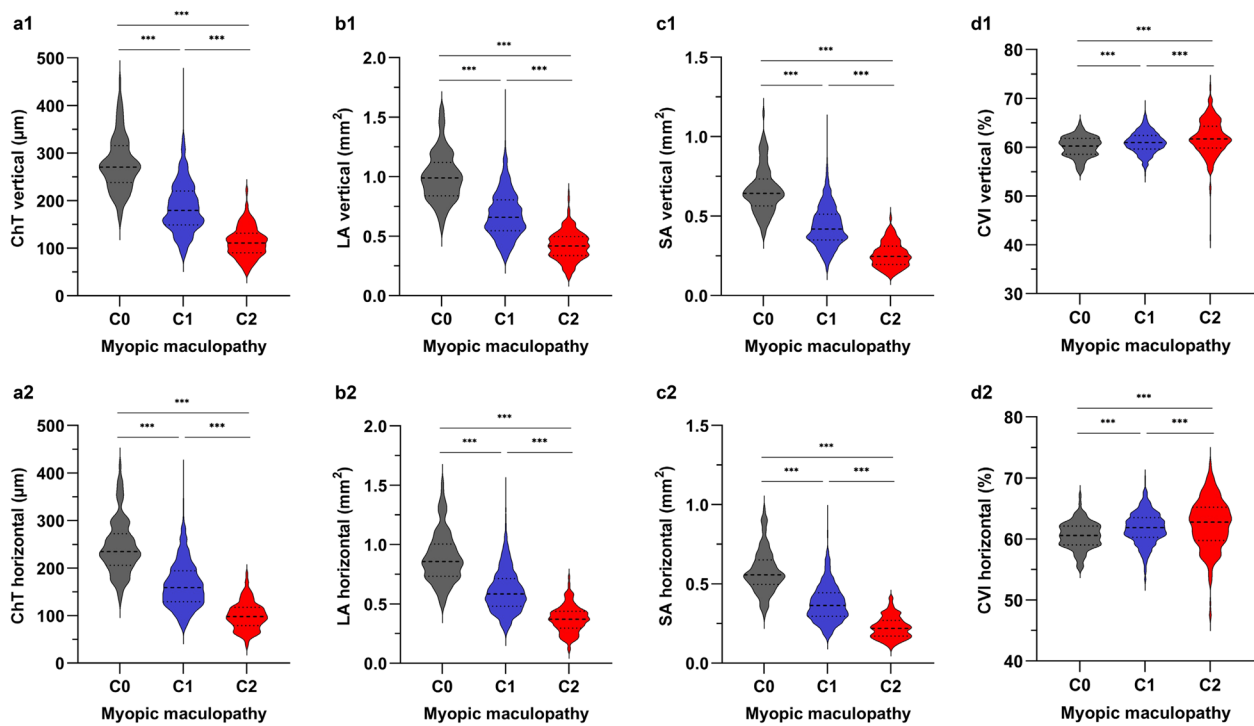 a1
ChT vertical (µm)
500
400
300
200
100
0
***
***
***
C0 C1 C2
Myopic maculopathy
b1
LA vertical (mm²)
2.0
1.5
1.0
0.5
0.0
***
***
***
C0 C1 C2
Myopic maculopathy
c1
SA vertical (mm²)
1.5
1.0
0.5
0.0
***
***
***
C0 C1 C2
Myopic maculopathy
d1
CVI vertical (%)
80
70
60
50
40
30
***
***
***
C0 C1 C2
Myopic maculopathy
a2
ChT horizontal (µm)
500
400
300
200
100
0
***
***
***
C0 C1 C2
Myopic maculopathy
b2
LA horizontal (mm²)
2.0
1.5
1.0
0.5
0.0
***
***
***
C0 C1 C2
Myopic maculopathy
c2
SA horizontal (mm²)
1.5
1.0
0.5
0.0
***
***
***
C0 C1 C2
Myopic maculopathy
d2
CVI horizontal (%)
80
70
60
50
40
***
***
***
C0 C1 C2
Myopic maculopathy